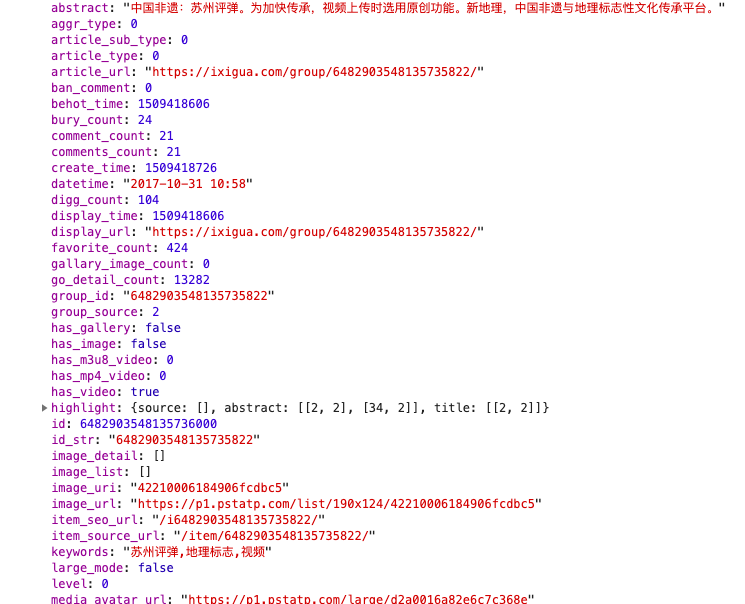 abstract: "中国非遗：苏州评弹。为加快传承，视频上传时选用原创功能。新地理，中国非遗与地理标志性文化传承平台。"
aggr_type: 0
article_sub_type: 0
article_type: 0
article_url: "https://ixigua.com/group/6482903548135735822/"
ban_comment: 0
behot_time: 1509418606
bury_count: 24
comment_count: 21
comments_count: 21
create_time: 1509418726
datetime: "2017-10-31 10:58"
digg_count: 104
display_time: 1509418606
display_url: "https://ixigua.com/group/6482903548135735822/"
favorite_count: 424
gallary_image_count: 0
go_detail_count: 13282
group_id: "6482903548135735822"
group_source: 2
has_gallery: false
has_image: false
has_m3u8_video: 0
has_mp4_video: 0
has_video: true
highlight: {source: [], abstract: [[2, 2], [34, 2]], title: [[2, 2]]}
id: 6482903548135736000
id_str: "6482903548135735822"
image_detail: []
image_list: []
image_uri: "42210006184906fcdbc5"
image_url: "https://p1.pstatp.com/list/190x124/42210006184906fcdbc5"
item_seo_url: "/i6482903548135735822/"
item_source_url: "/item/6482903548135735822/"
keywords: "苏州评弹,地理标志,视频"
large_mode: false
level: 0
media_avatar_url: "https://p1.pstatp.com/large/d2a0016a82e6c7c368e"